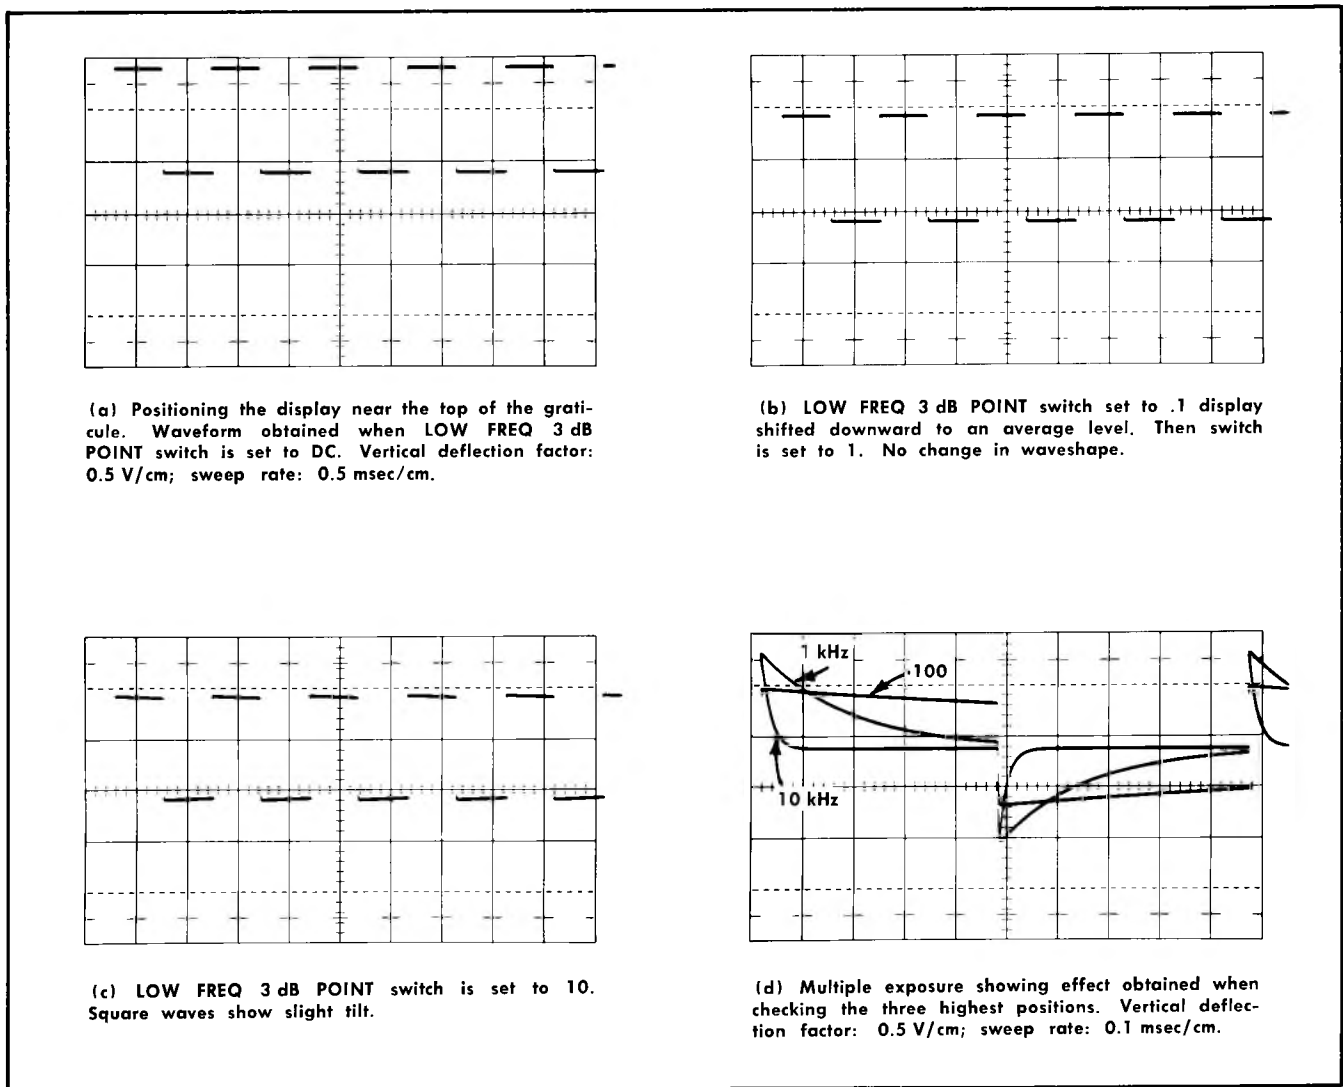 (a) Positioning the display near the top of the grati-
cule. Waveform obtained when LOW FREQ 3 dB
POINT switch is set to DC. Vertical deflection factor:
0.5 V/cm; sweep rate: 0.5 msec/cm.
(b) LOW FREQ 3 dB POINT switch set to .1 display
shifted downward to an average level. Then switch
is set to 1. No change in waveshape.
(c) LOW FREQ 3 dB POINT switch is set to 10.
Square waves show slight tilt.
1 kHz
.100
10 kHz
(d) Multiple exposure showing effect obtained when
checking the three highest positions. Vertical deflec-
tion factor: 0.5 V/cm; sweep rate: 0.1 msec/cm.